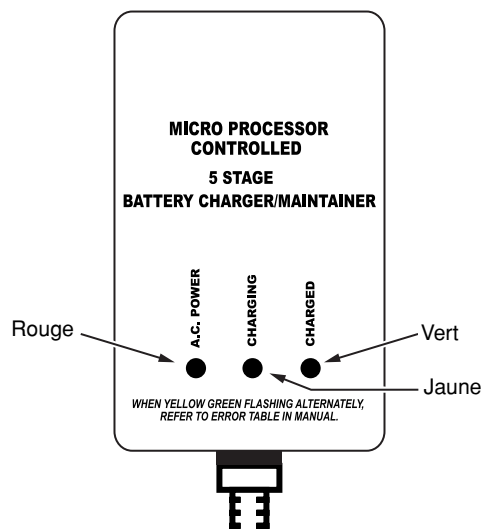 MICRO PROCESSOR
CONTROLLED
5 STAGE
BATTERY CHARGER/MAINTAINER
A.C. POWER
CHARGING
CHARGED
Rouge
Vert
Jaune
WHEN YELLOW GREEN FLASHING ALTERNATELY,
REFER TO ERROR TABLE IN MANUAL.